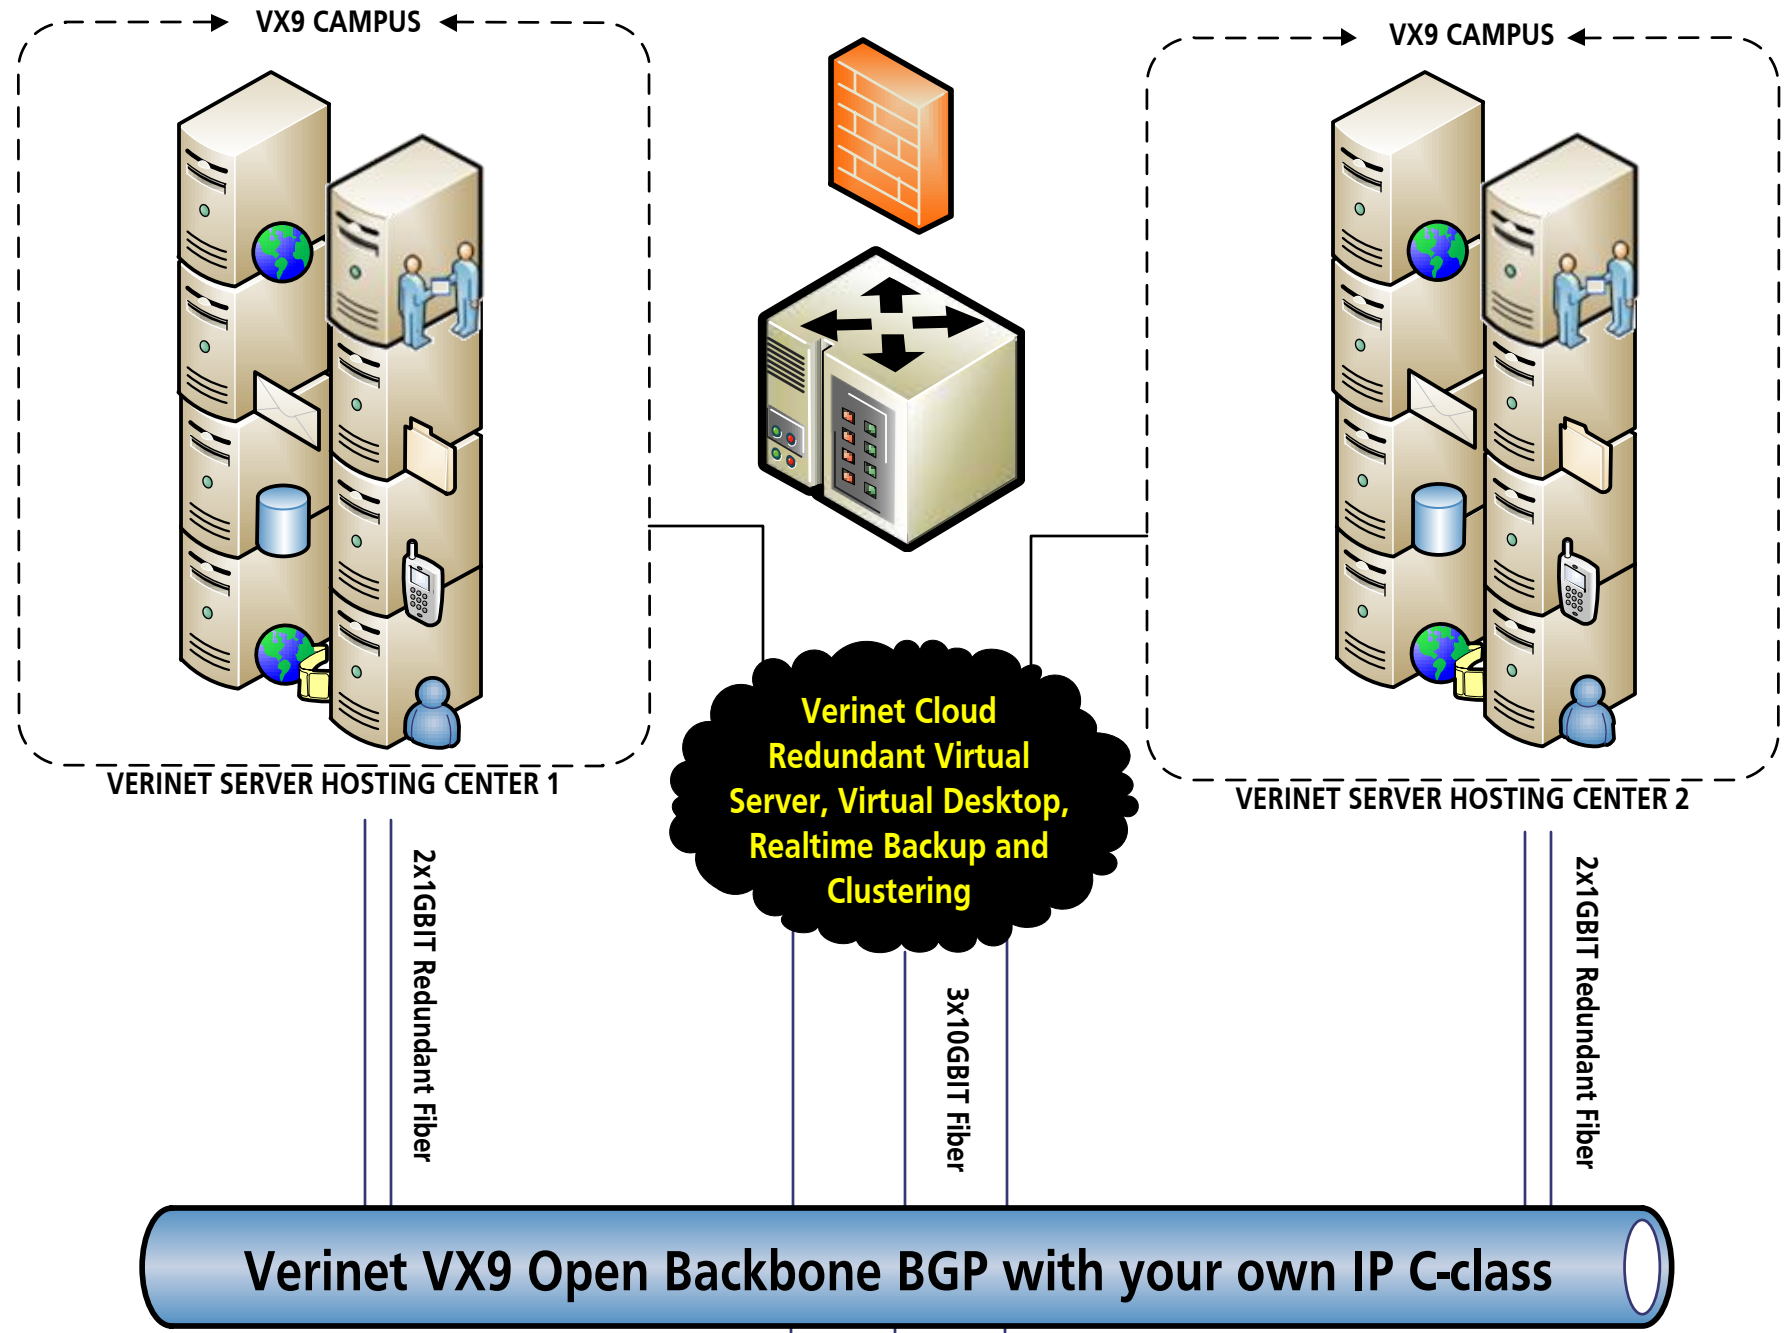 VX9 CAMPUS
VX9 CAMPUS
Verinet Cloud
Redundant Virtual
Server, Virtual Desktop,
Realtime Backup and
Clustering
VERINET SERVER HOSTING CENTER 1
VERINET SERVER HOSTING CENTER 2
2x1GBIT Redundant Fiber
3x10GBIT Fiber
2x1GBIT Redundant Fiber
Verinet VX9 Open Backbone BGP with your own IP C-class